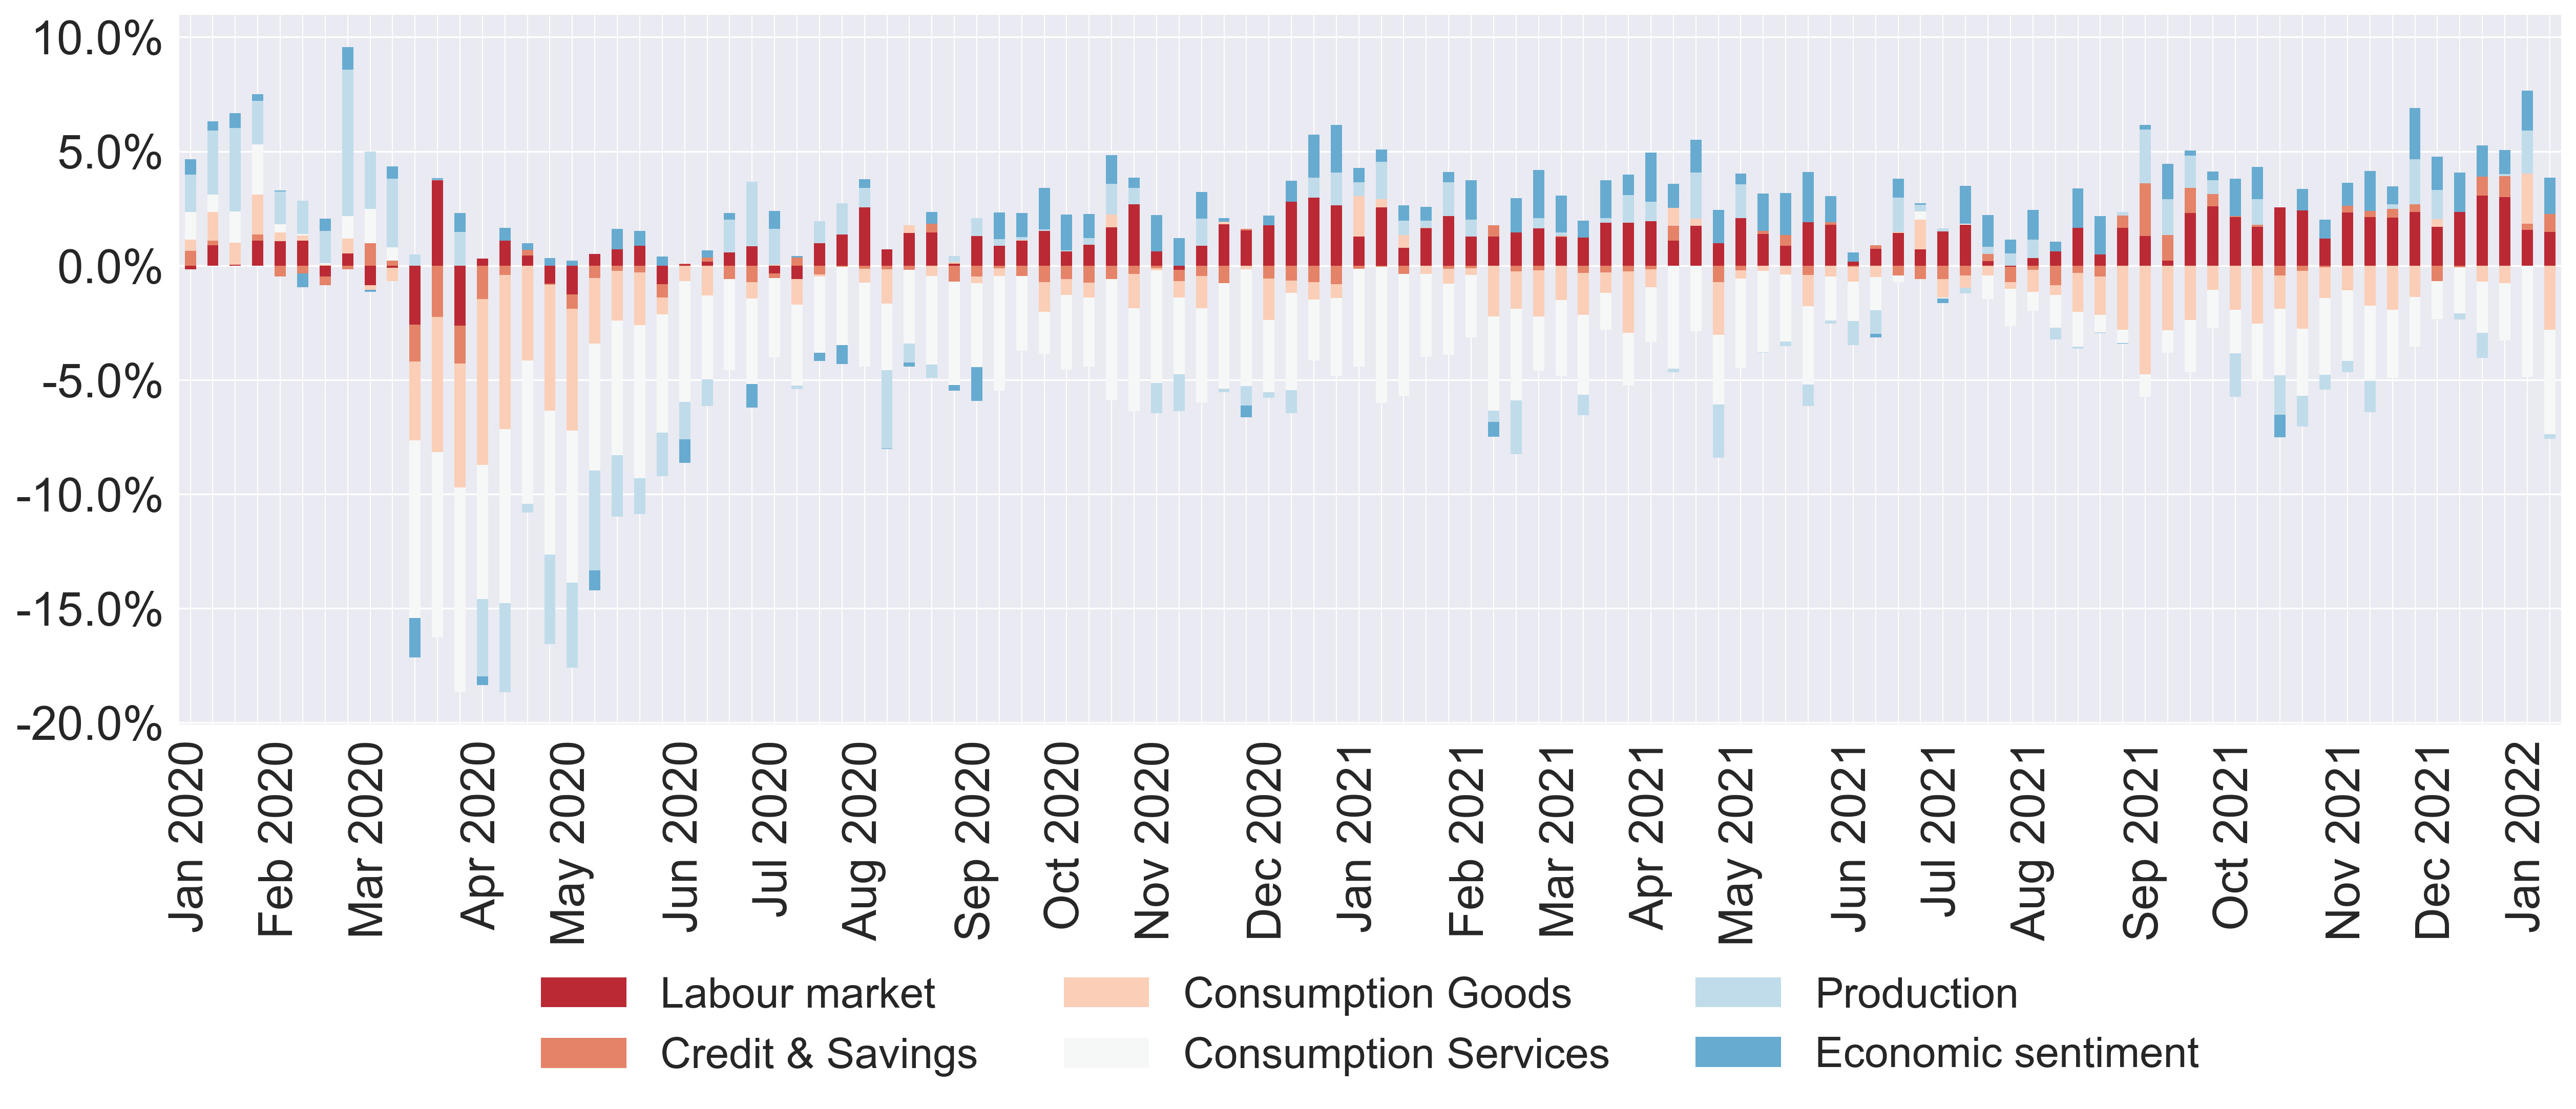 10.0%
5.0%
0.0%
-5.0%
-10.0%
-15.0%
-20.0%
Jan 2020
Feb 2020
Mar 2020
Apr 2020
May 2020
Jun 2020
Jul 2020
Aug 2020
Sep 2020
Oct 2020
Nov 2020
Dec 2020
Jan 2021
Feb 2021
Mar 2021
Apr 2021
May 2021
Jun 2021
Jul 2021
Aug 2021
Sep 2021
Oct 2021
Nov 2021
Dec 2021
Jan 2022
Labour market
Consumption Goods
Production
Credit & Savings
Consumption Services
Economic sentiment